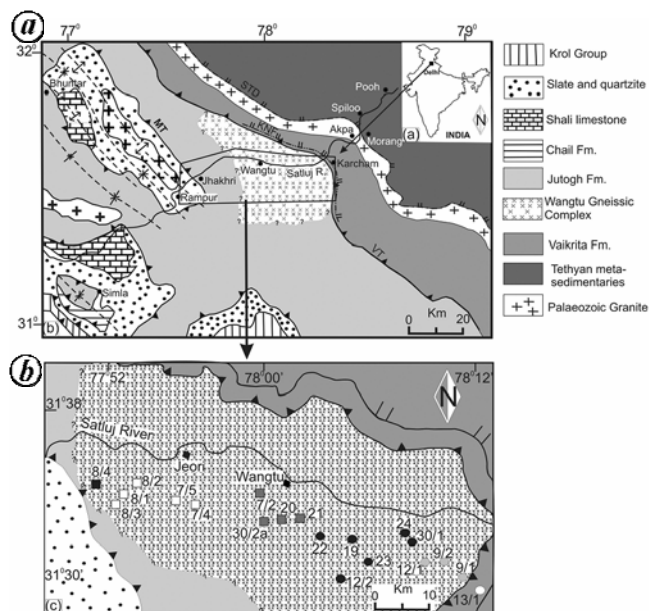 a
77°
78°
79°
32°
Bhuntar
STD
Pooh
Spiloo
Akpa
Morang
Delhi
(a)
N
INDIA
MT
KNF
Wangtu
Satluj R.
Karcham
Jhakhri
Rampur
Simla
VT
31°
(b)
Km
0 20
Krol Group
Slate and quartzite
Shali limestone
Chail Fm.
Jutogh Fm.
Wangtu Gneissic
Complex
Vaikrita Fm.
Tethyan meta-
sedimentaries
Palaeozoic Granite
b
77°52
78°00
78°12
31°38
Satluj River
N
Jeori
Wangtu
8/4
8/2
8/1
8/3
7/5
7/4
7/2
20
21
30/2a
22
19
24
30/1
23
9/2
12/1
9/1
12/2
13/1
31°30'
Km
0 10
(c)